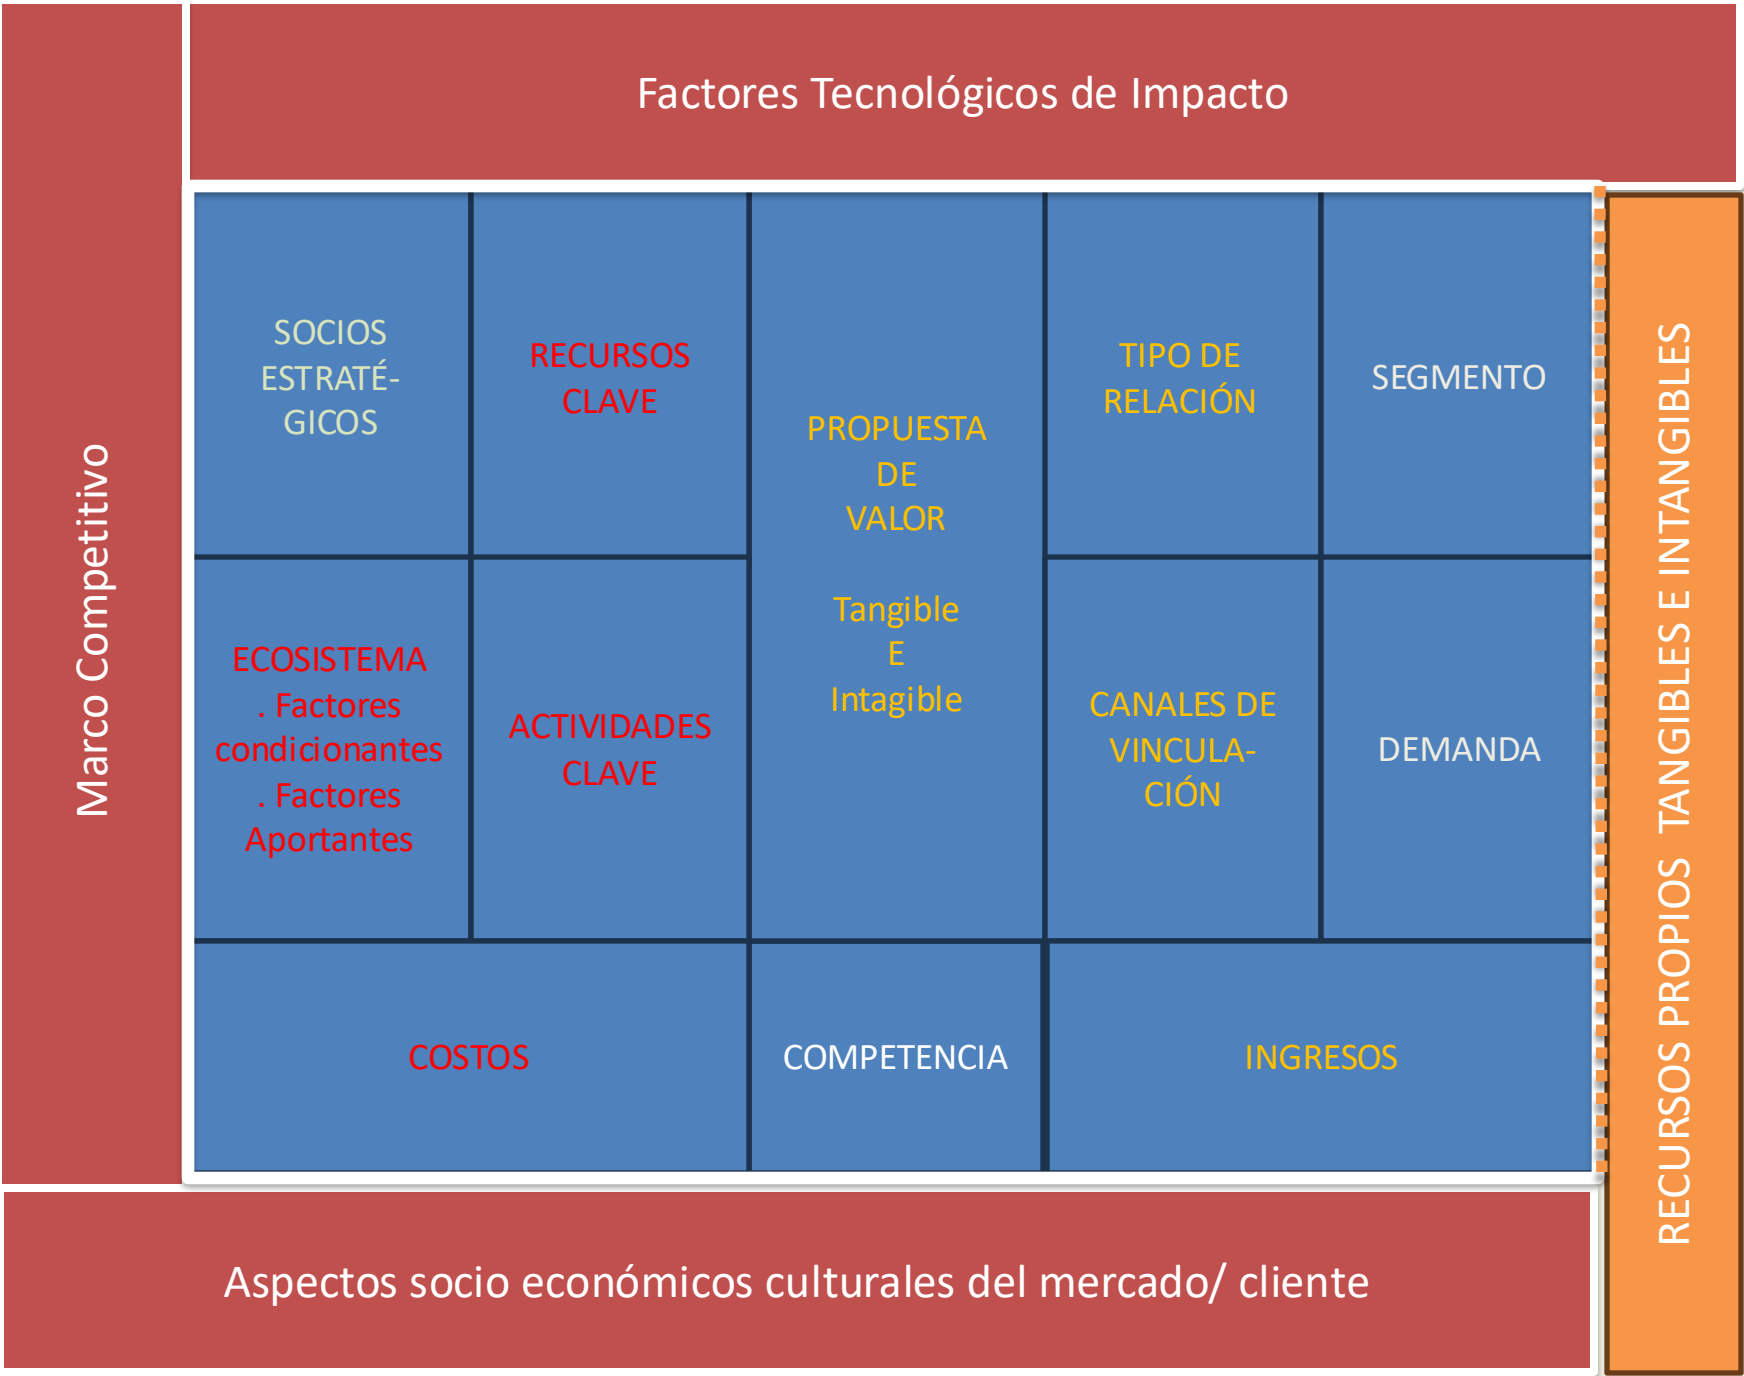 Factores Tecnológicos de Impacto
Marco Competitivo
SOCIOS
ESTRATÉ-
GICOS
RECURSOS
CLAVE
PROPUESTA
DE
VALOR
Tangible
E
Intagible
TIPO DE
RELACIÓN
SEGMENTO
ECOSISTEMA
. Factores
condicionantes
. Factores
Aportantes
ACTIVIDADES
CLAVE
CANALES DE
VINCULA-
CIÓN
DEMANDA
COSTOS
COMPETENCIA
INGRESOS
RECURSOS PROPIOS TANGIBLES E INTANGIBLES
Aspectos socio económicos culturales del mercado/ cliente